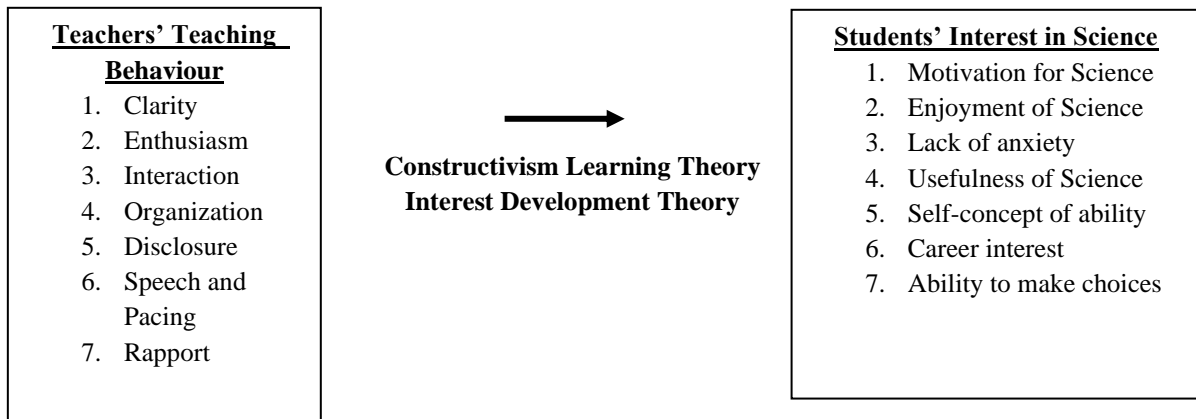 Teachers’ Teaching
Behaviour
1. Clarity
2. Enthusiasm
3. Interaction
4. Organization
5. Disclosure
6. Speech and
Pacing
7. Rapport
Constructivism Learning Theory
Interest Development Theory
Students’ Interest in Science
1. Motivation for Science
2. Enjoyment of Science
3. Lack of anxiety
4. Usefulness of Science
5. Self-concept of ability
6. Career interest
7. Ability to make choices